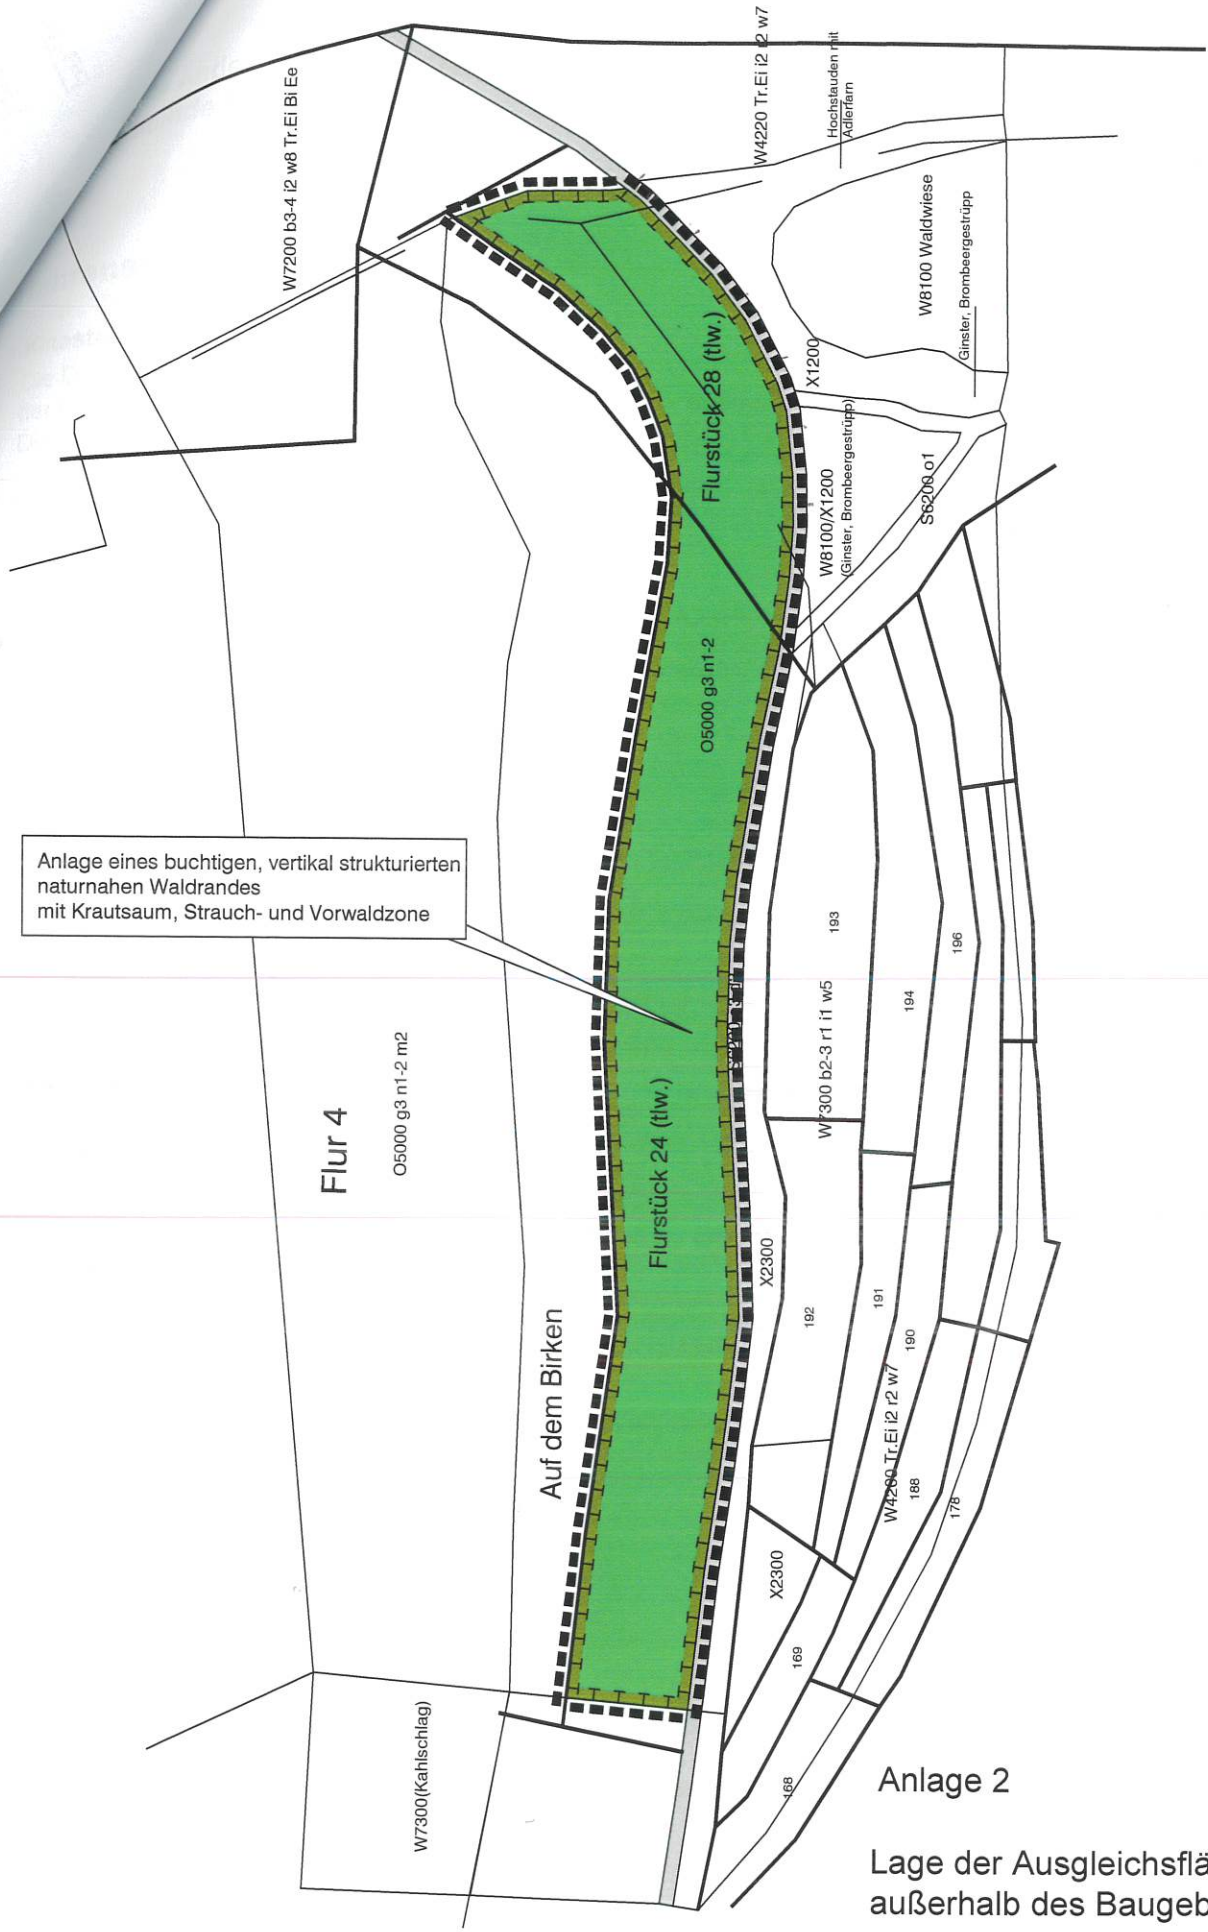 W7200 b3-4 i2 w8 Tr.Ei Bi Ee
W4220 Tr.Ei i2 r2 w7
Hochstauden mit
Adlerfarn
W8100 Waldwiese
Ginster, Brombeergestrüpp
X1200
Flurstück 28 (tlw.)
W8100/X1200
(Ginster, Brombeergestrüpp)
S6200 o1
O5000 g3 n1-2
Anlage eines buchtigen, vertikal strukturierten
naturnahen Waldrandes
mit Krautsaum, Strauch- und Vorwaldzone
193
196
194
W7300 b2-3 r1 i1 w5
Flur 4
O5000 g3 n1-2 m2
Flurstück 24 (tlw.)
X2300
192
191
190
Auf dem Birken
W4200 Tr.Ei i2 r2 w7
188
178
X2300
169
168
W7300(Kahlschlag)
Anlage 2
Lage der
außerhalb des